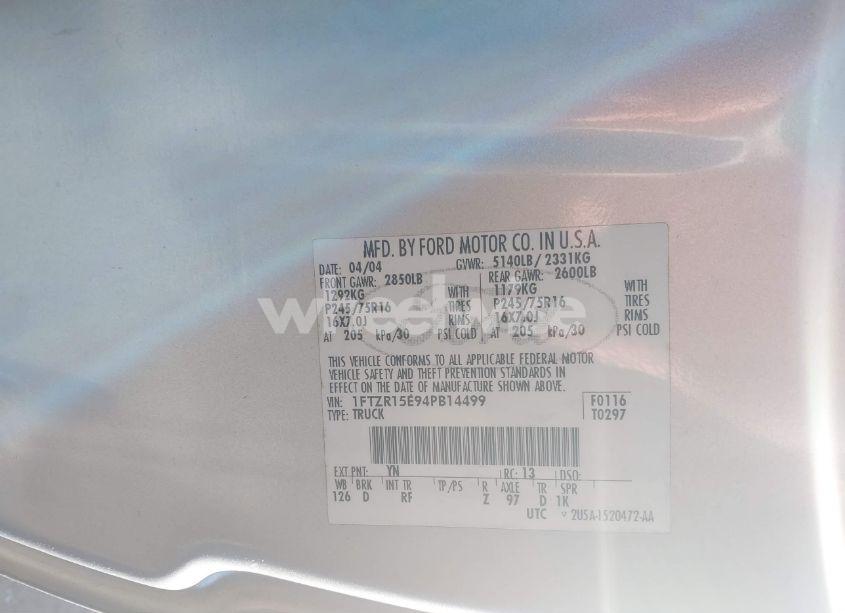 MFD. BY FORD MOTOR CO. IN U.S.A.
DATE: 04/04 GVWR: 5140LB/ 2331KG
FRONT GAWR: 2850LB REAR GAWR: 2600LB
1292KG WITH 1179KG WITH
P245/75R16 TIRES P245/75R16 TIRES
16X7.0J RIMS 16X7.0J RIMS
AT 205 kPa/30 PSI COLD AT 205 kPa/30 PSI COLD
THIS VEHICLE CONFORMS TO ALL APPLICABLE FEDERAL MOTOR
VEHICLE SAFETY AND THEFT PREVENTION STANDARDS IN
EFFECT ON THE DATE OF MANUFACTURE SHOWN ABOVE.
VIN: 1FTZR15E94PB14499 F0116
TYPE: TRUCK T0297
EXT PNT: YN RC: 13 DSO:
WB BRK INT TR TP/PS R AXLE TR SPR
126 D RF Z 97 D 1K
UTC 2U5A-1520472-AA